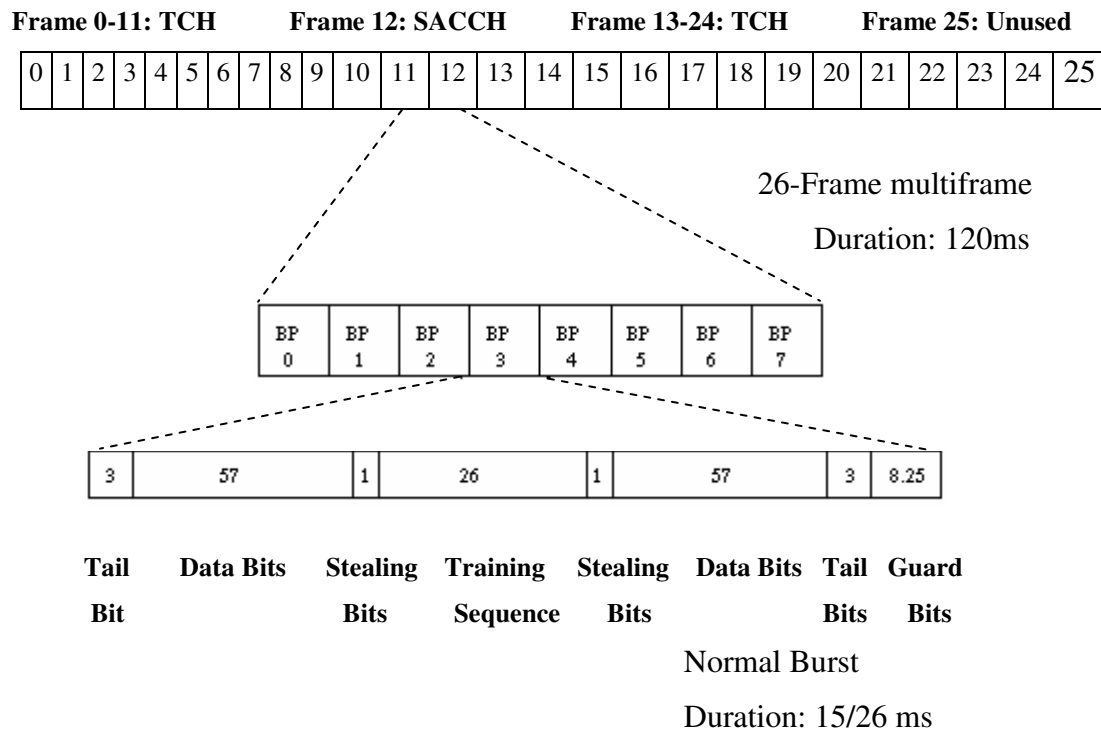 Frame 0-11: TCH Frame 12: SACCH Frame 13-24: TCH Frame 25: Unused
0 1 2 3 4 5 6 7 8 9 10 11 12 13 14 15 16 17 18 19 20 21 22 23 24 25
26-Frame multiframe
Duration: 120ms
BP BP BP BP BP BP BP BP
0 1 2 3 4 5 6 7
3 57 1 26 1 57 3 8.25
Tail Data Bits Stealing Training Stealing Data Bits Tail Guard
Bit Bits Sequence Bits Bits Bits
Normal Burst
Duration: 15/26 ms